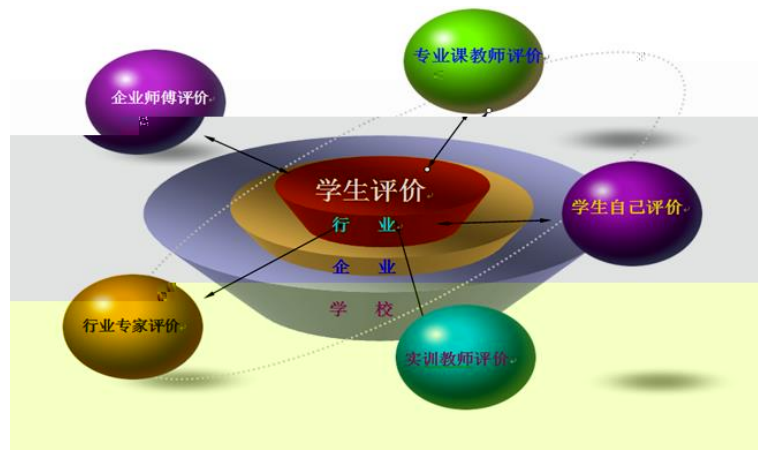 专业课教师评价
企业师傅评价
学生评价
学生自己评价
行 业
企 业
学 校
行业专家评价
实训教师评价